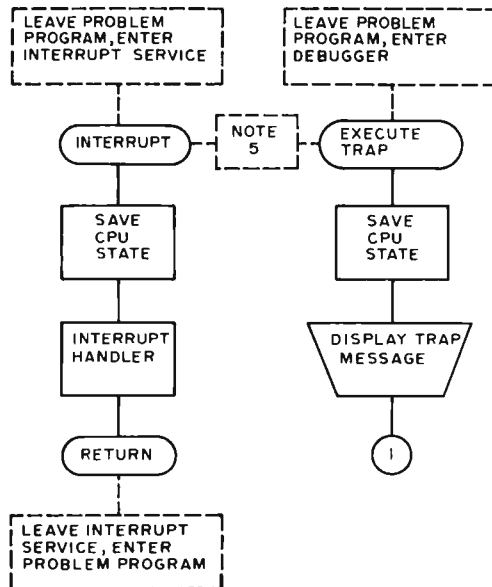 LEAVE PROBLEM
PROGRAM, ENTER
INTERRUPT SERVICE
LEAVE PROBLEM
PROGRAM, ENTER
DEBUGGER
INTERRUPT
NOTE
5
EXECUTE
TRAP
SAVE
CPU
STATE
SAVE
CPU
STATE
INTERRUPT
HANDLER
DISPLAY TRAP
MESSAGE
RETURN
1
LEAVE INTERRUPT
SERVICE, ENTER
PROBLEM PROGRAM